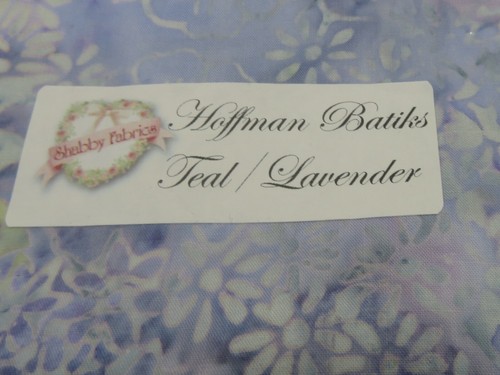 Shabby Fabrics
Hoffman Batiks
Teal / Lavender